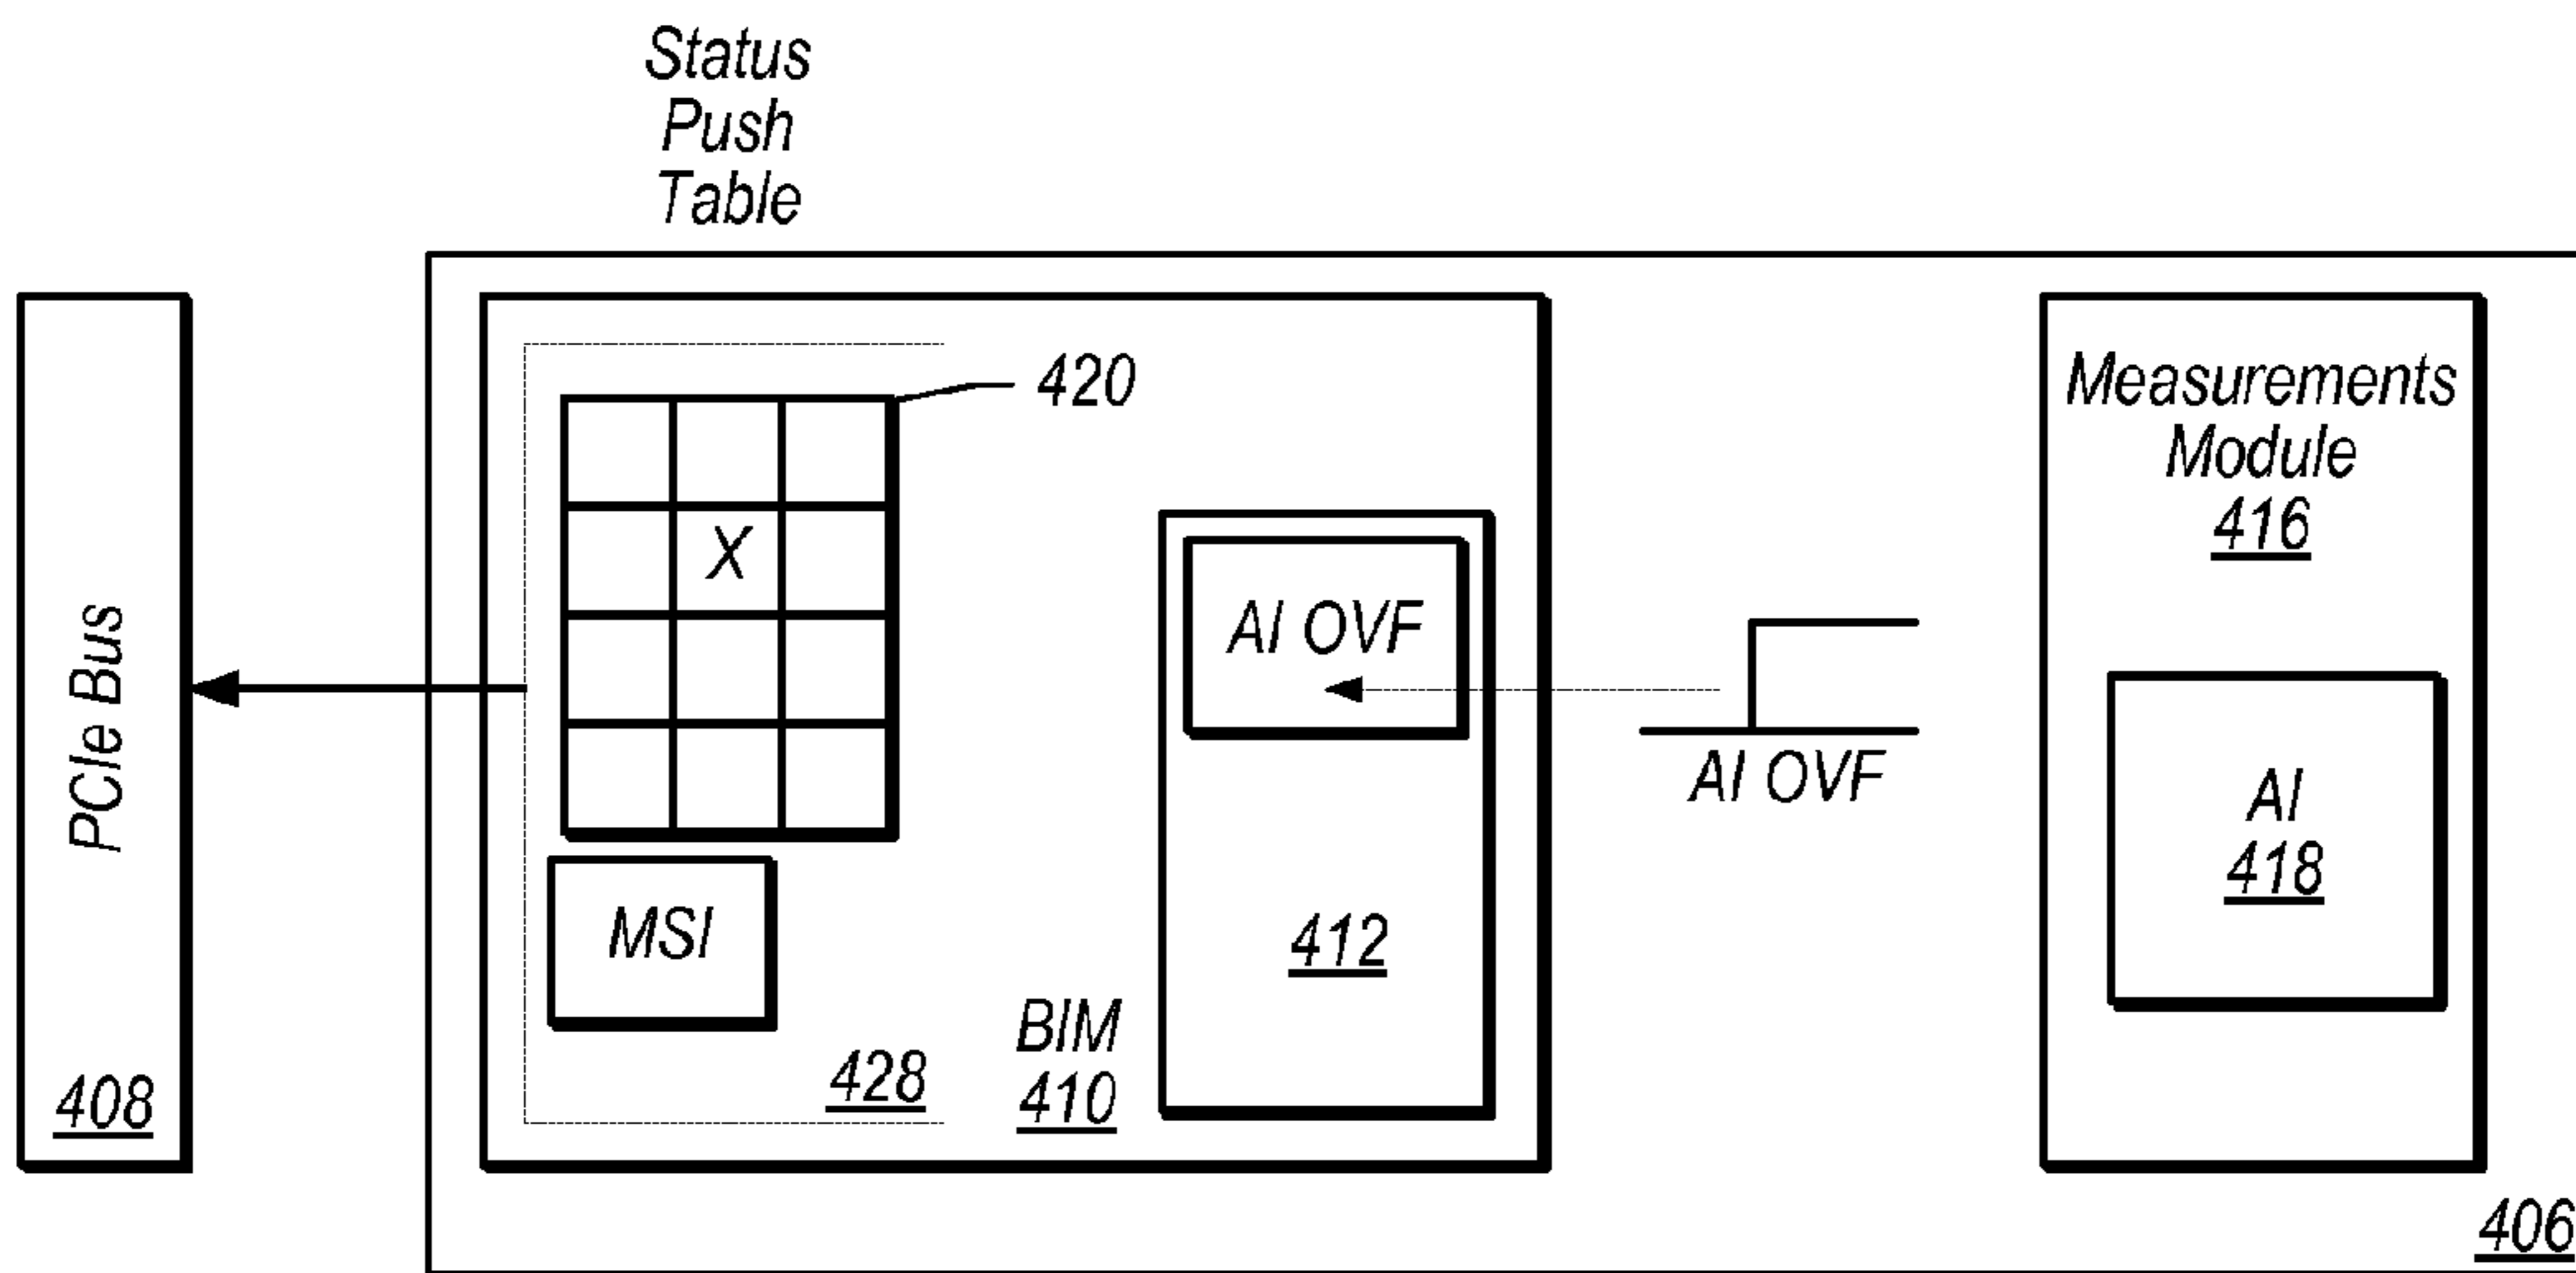 Status
Push
Table
PCIe Bus
408
420
X
MSI
428
BIM
410
AI OVF
412
AI OVF
Measurements
Module
416
AI
418
406